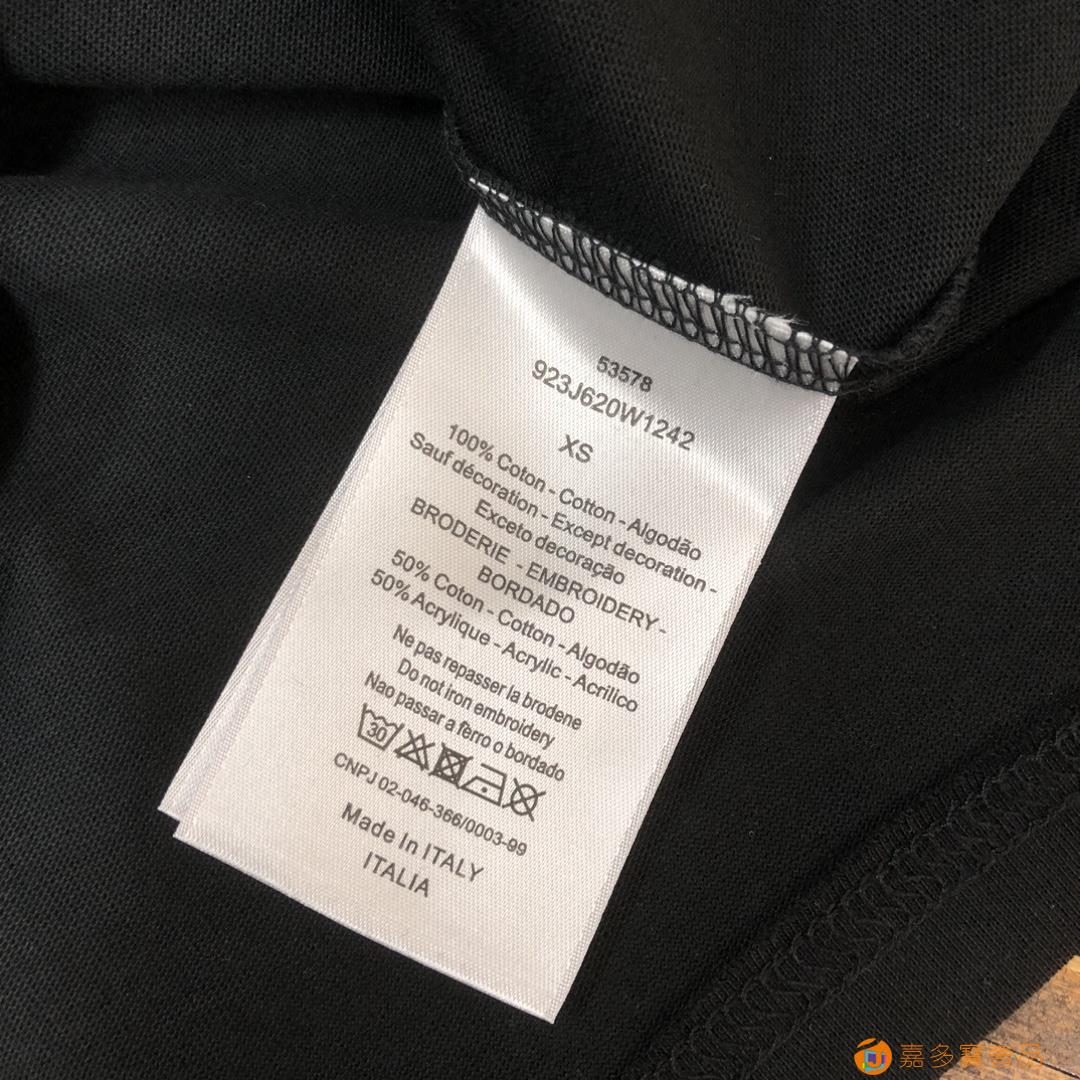 53578
923J620W1242
XS
100% Coton - Cotton - Algodão
Sauf décoration - Except decoration -
Exceto decoração
BRODERIE - EMBROIDERY -
BORDADO
50% Coton - Cotton - Algodão
50% Acrylique - Acrylic - Acrílico
Ne pas repasser la brodene
Do not iron embroidery
Nao passar a ferro o bordado
30
CNPJ 02-046-366/0003-99
Made In ITALY
ITALIA
嘉多寶